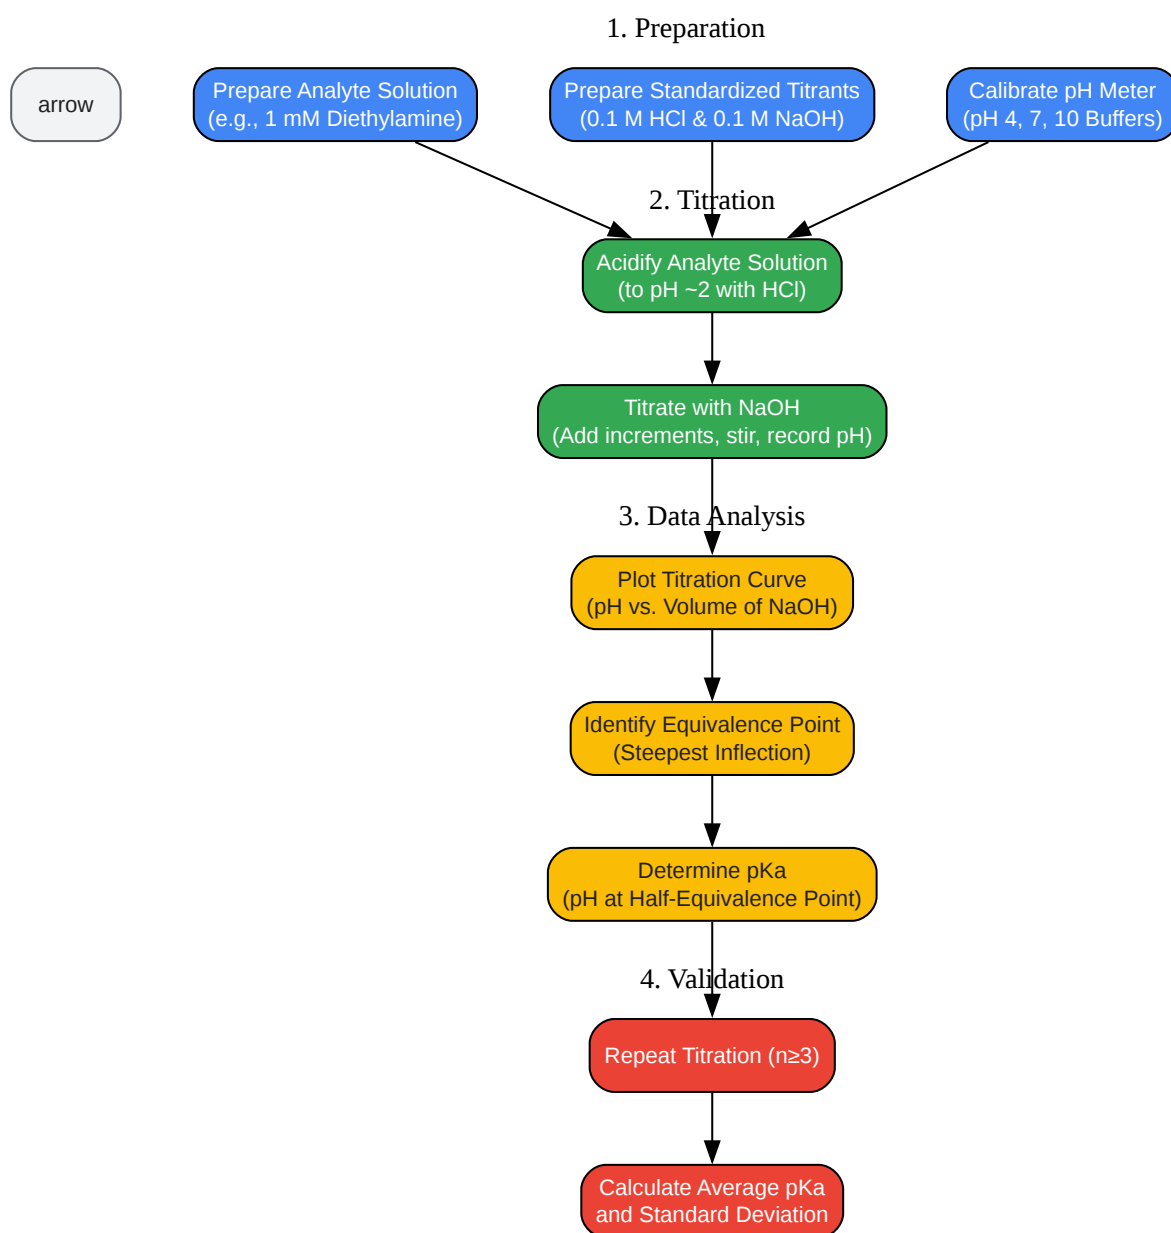 1. Preparation
arrow
Prepare Analyte Solution
(e.g., 1 mM Diethylamine)
Prepare Standardized Titrants
(0.1 M HCl & 0.1 M NaOH)
Calibrate pH Meter
(pH 4, 7, 10 Buffers)
2. Titration
Acidify Analyte Solution
(to pH ~2 with HCl)
Titrate with NaOH
(Add increments, stir, record pH)
3. Data Analysis
Plot Titration Curve
(pH vs. Volume of NaOH)
Identify Equivalence Point
(Steepest Inflection)
Determine pKa
(pH at Half-Equivalence Point)
4. Validation
Repeat Titration (n≥3)
Calculate Average pKa
and Standard Deviation